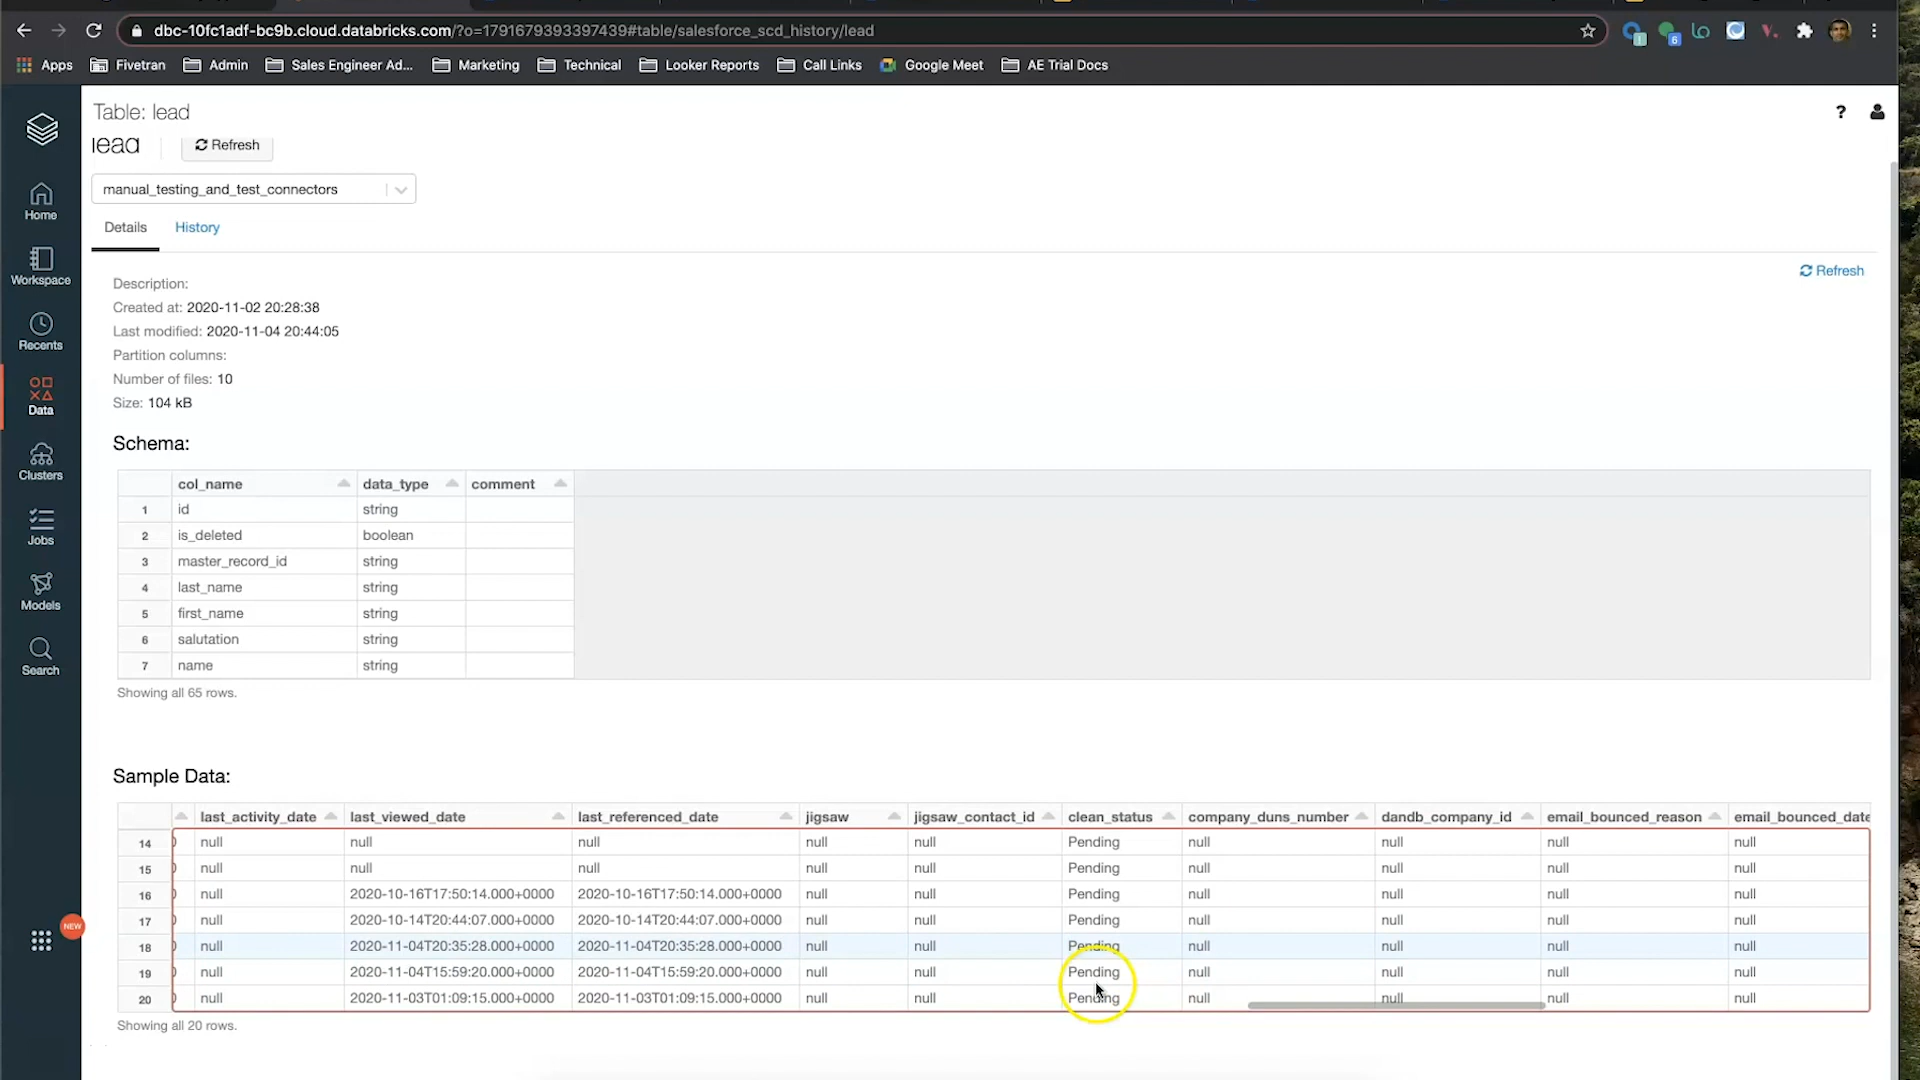 dbc-10fc1adf-bc9b.cloud.databricks.com/?o=1791679393397439#table/salesforce_scd_history/lead
1
6
Apps Fivetran Admin Sales Engineer Ad... Marketing Technical Looker Reports Call Links Google Meet AE Trial Docs
Table: lead
?
lead
Refresh
manual_testing_and_test_connectors
Details History
Refresh
Description:
Created at: 2020-11-02 20:28:38
Last modified: 2020-11-04 20:44:05
Partition columns:
Number of files: 10
Size: 104 kB
Home
Workspace
Recents
Data
Clusters
Jobs
Models
Search
NEW
Schema:
col_name data_type comment
1 id string
2 is_deleted boolean
3 master_record_id string
4 last_name string
5 first_name string
6 salutation string
7 name string
Showing all 65 rows.
Sample Data:
last_activity_date last_viewed_date last_referenced_date jigsaw jigsaw_contact_id clean_status company_duns_number dandb_company_id email_bounced_reason email_bounced_date
14 null null null null null Pending null null null null
15 null null null null null Pending null null null null
16 null 2020-10-16T17:50:14.000+0000 2020-10-16T17:50:14.000+0000 null null Pending null null null null
17 null 2020-10-14T20:44:07.000+0000 2020-10-14T20:44:07.000+0000 null null Pending null null null null
18 null 2020-11-04T20:35:28.000+0000 2020-11-04T20:35:28.000+0000 null null Pending null null null null
19 null 2020-11-04T15:59:20.000+0000 2020-11-04T15:59:20.000+0000 null null Pending null null null null
20 null 2020-11-03T01:09:15.000+0000 2020-11-03T01:09:15.000+0000 null null Pending null null null null
Showing all 20 rows.